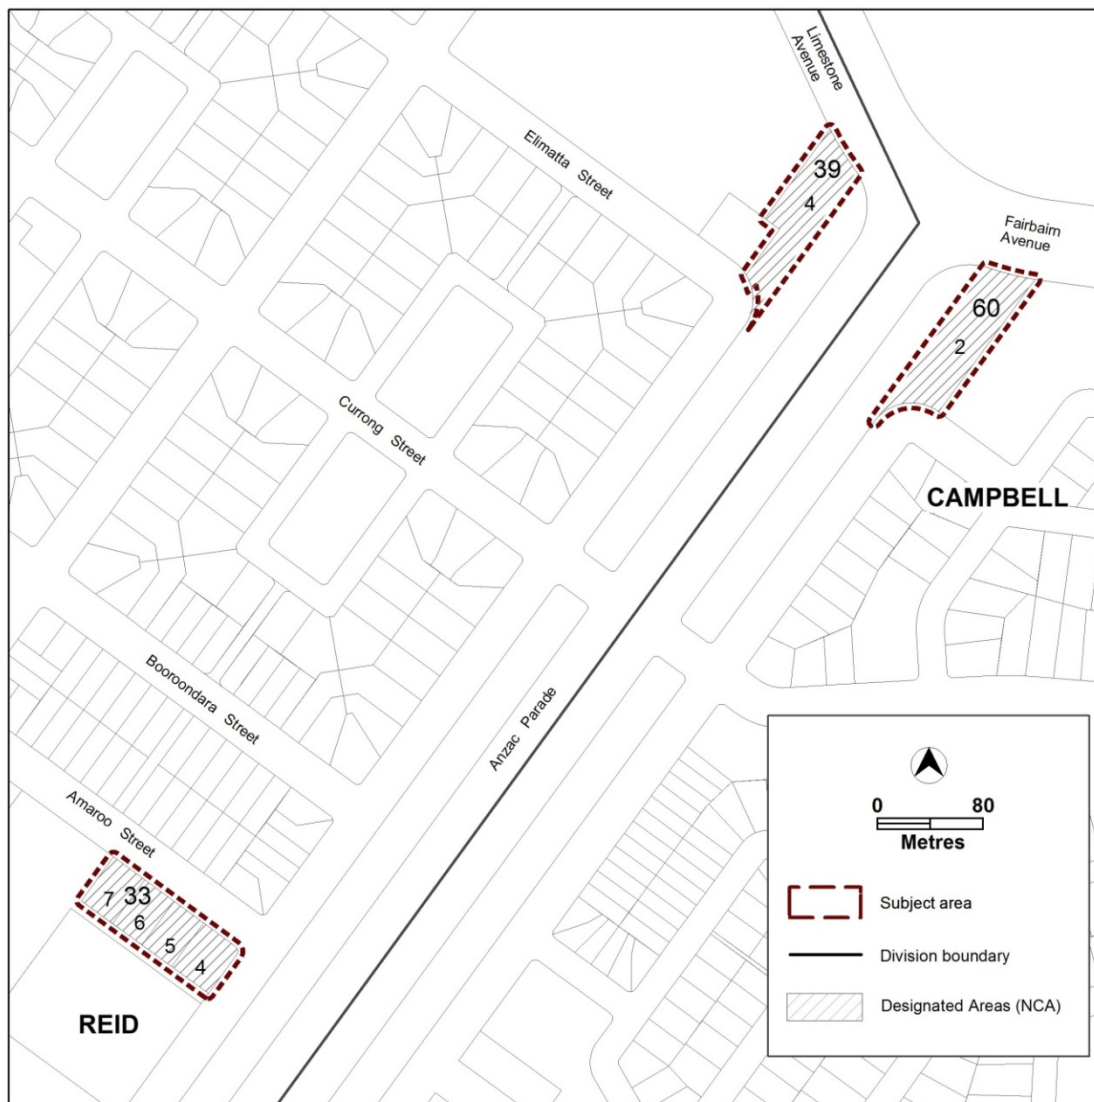 Limestone
Avenue
Elimatta Street
39
4
Fairbaim
Avenue
60
2
Currong Street
CAMPBELL
Booroondara Street
Anzac Parade
Amaroo Street
7
33
6
5
4
REID
0 80
Metres
Subject area
Division boundary
Designated Areas (NCA)